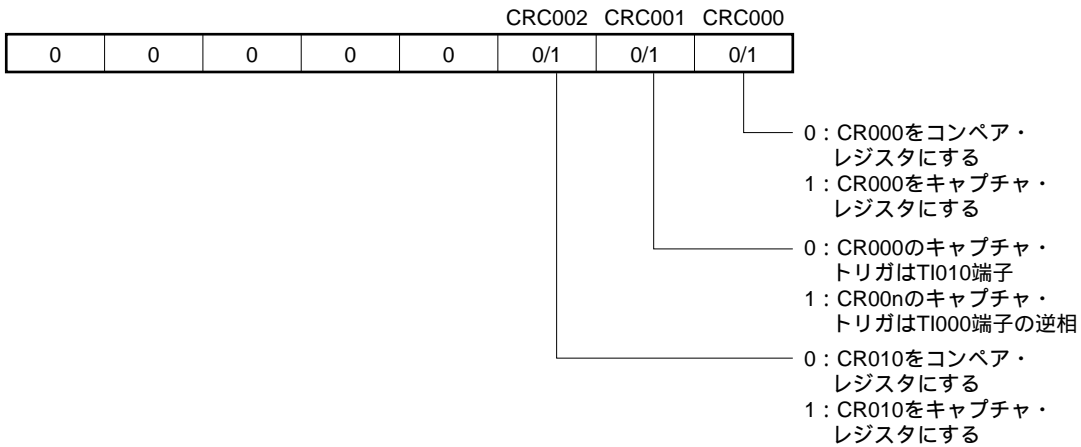 CRC002 CRC001 CRC000
0 0 0 0 0 0/1 0/1 0/1
0：CR000をコンペア・
レジスタにする
1：CR000をキャプチャ・
レジスタにする
0：CR000のキャプチャ・
トリガはTI010端子
1：CR00nのキャプチャ・
トリガはTI000端子の逆相
0：CR010をコンペア・
レジスタにする
1：CR010をキャプチャ・
レジスタにする